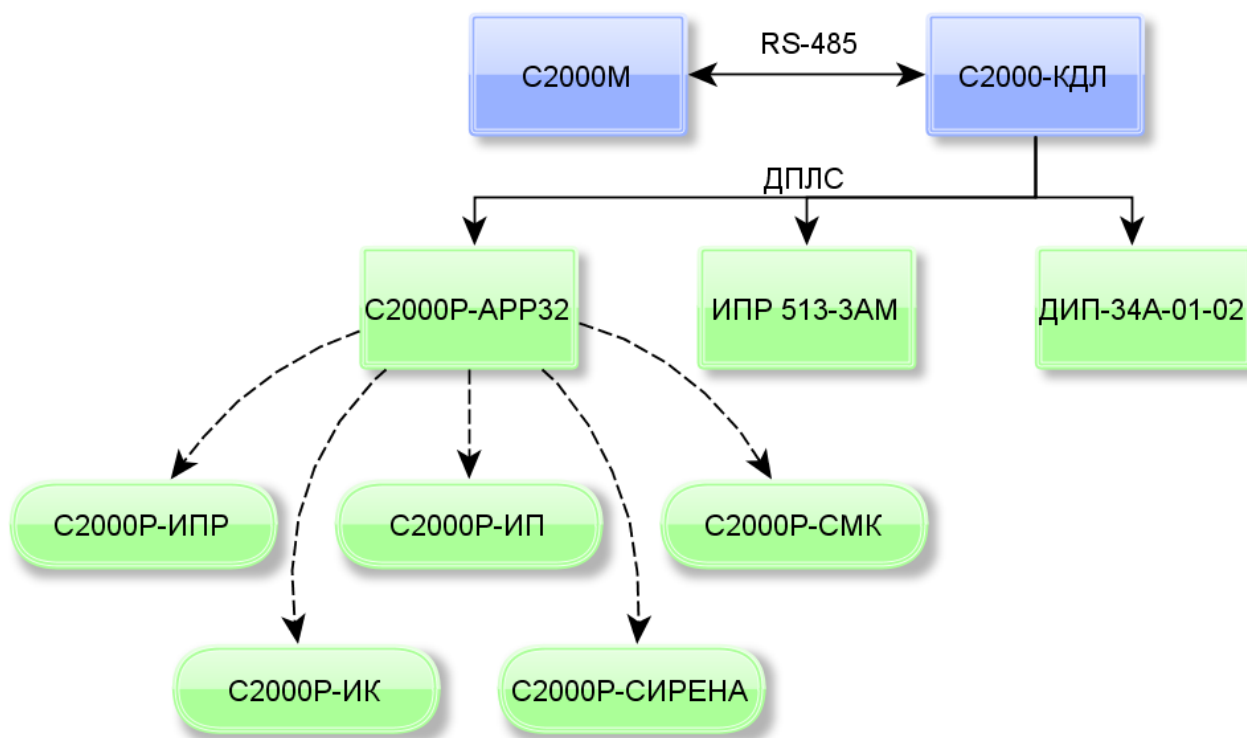 RS-485
С2000М
С2000-КДЛ
ДПЛС
С2000Р-АРР32
ИПР 513-3АМ
ДИП-34А-01-02
С2000Р-ИПР
С2000Р-ИП
С2000Р-СМК
С2000Р-ИК
С2000Р-СИРЕНА